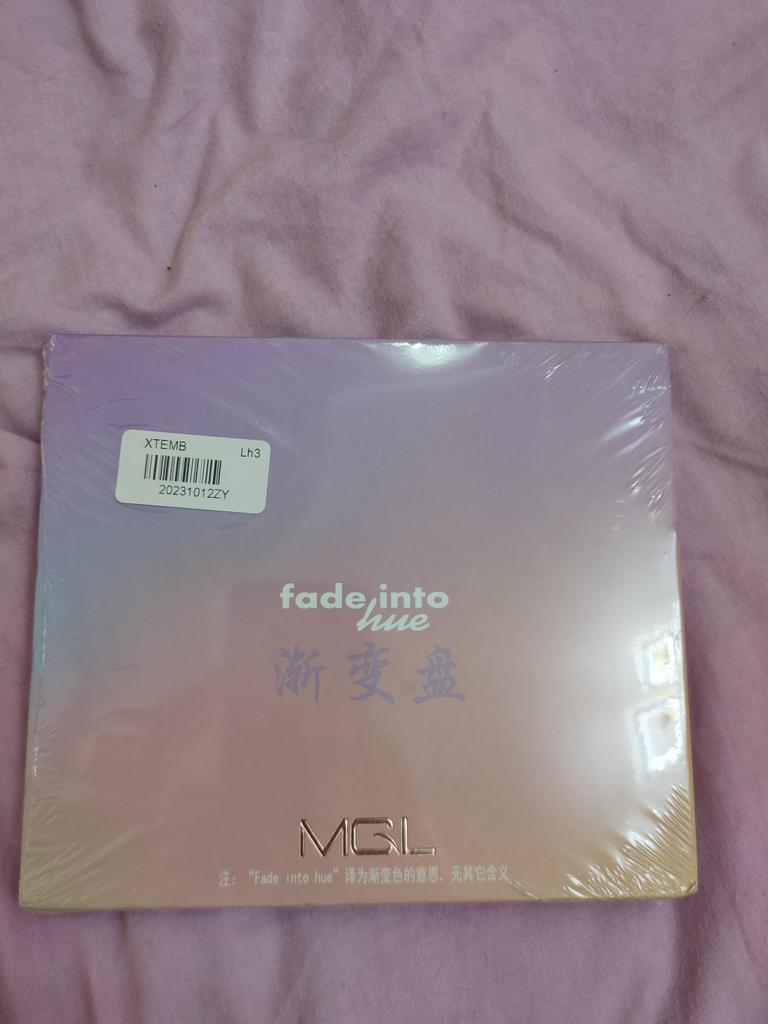 XTEMB
Lh3
20231012ZY
fade into
hue
渐变盘
MGL
注：“Fade into hue”译为渐变色的意思，无其它含义